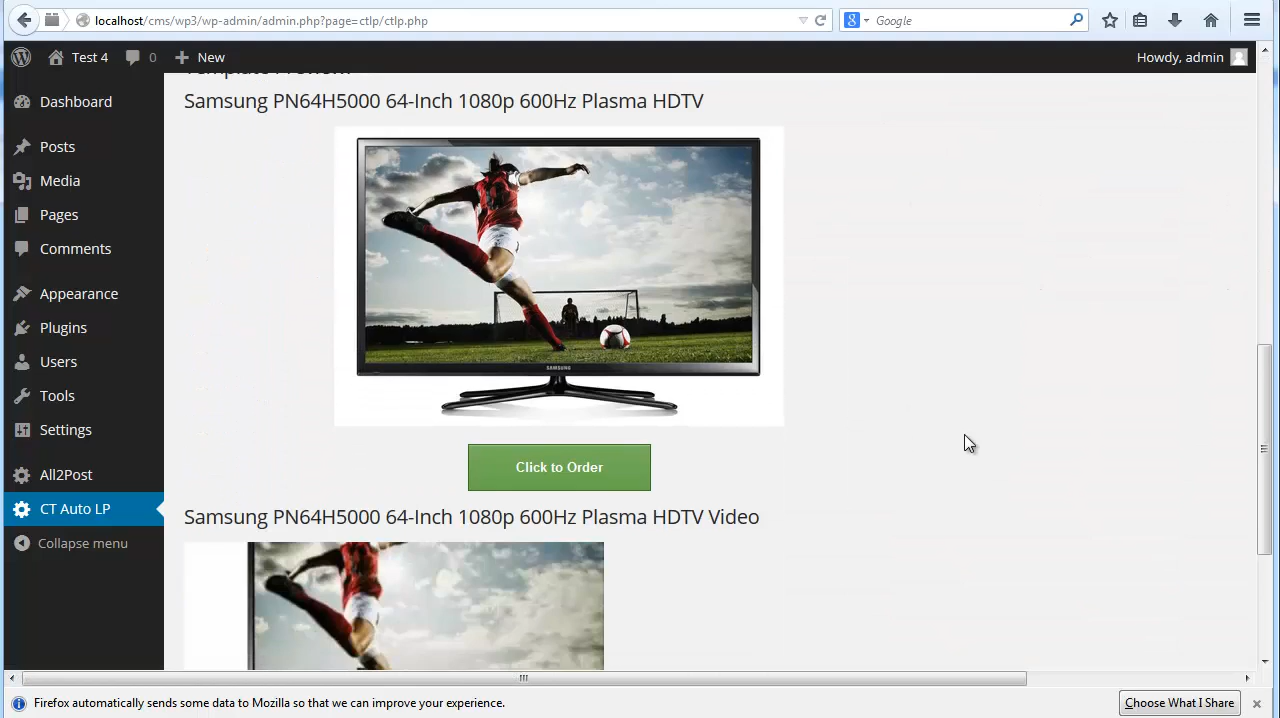 localhost/cms/wp3/wp-admin/admin.php?page=ctlp/ctlp.php
Google
Test 4
0
New
Howdy, admin
Template Preview
Samsung PN64H5000 64-Inch 1080p 600Hz Plasma HDTV
Dashboard
Posts
Media
Pages
Comments
Appearance
Plugins
Users
Tools
Settings
All2Post
CT Auto LP
Collapse menu
SAMSUNG
Click to Order
Samsung PN64H5000 64-Inch 1080p 600Hz Plasma HDTV Video
Firefox automatically sends some data to Mozilla so that we can improve your experience.
Choose What I Share